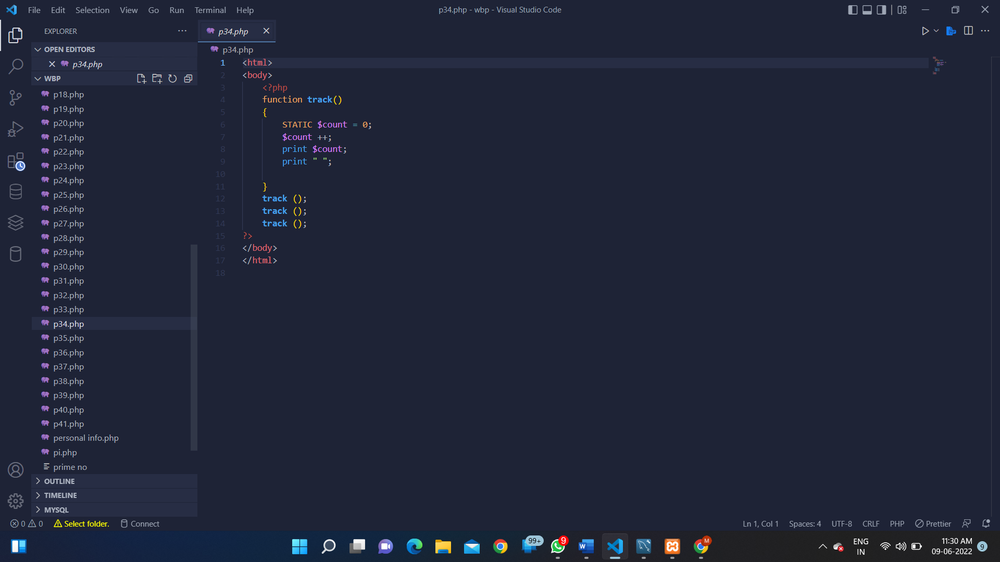 File Edit Selection View Go Run Terminal Help
p34.php - wbp - Visual Studio Code
EXPLORER
p34.php
OPEN EDITORS
p34.php
p34.php
WBP
p18.php
p19.php
p20.php
p21.php
p22.php
p23.php
p24.php
p25.php
p26.php
p27.php
p28.php
p29.php
p30.php
p31.php
p32.php
p33.php
p34.php
p35.php
p36.php
p37.php
p38.php
p39.php
p40.php
p41.php
personal info.php
pi.php
prime no
OUTLINE
TIMELINE
MYSQL
1 <html>
2 <body>
3 <?php
4 function track()
5 {
6 STATIC $count = 0;
7 $count ++;
8 print $count;
9 print " ";
10
11 }
12 track ();
13 track ();
14 track ();
15 ?>
16 </body>
17 </html>
18
0 0 Select folder. Connect
Ln 1, Col 1 Spaces: 4 UTF-8 CRLF PHP Prettier
99+
9
W
M
ENG
IN
11:30 AM
09-06-2022
9